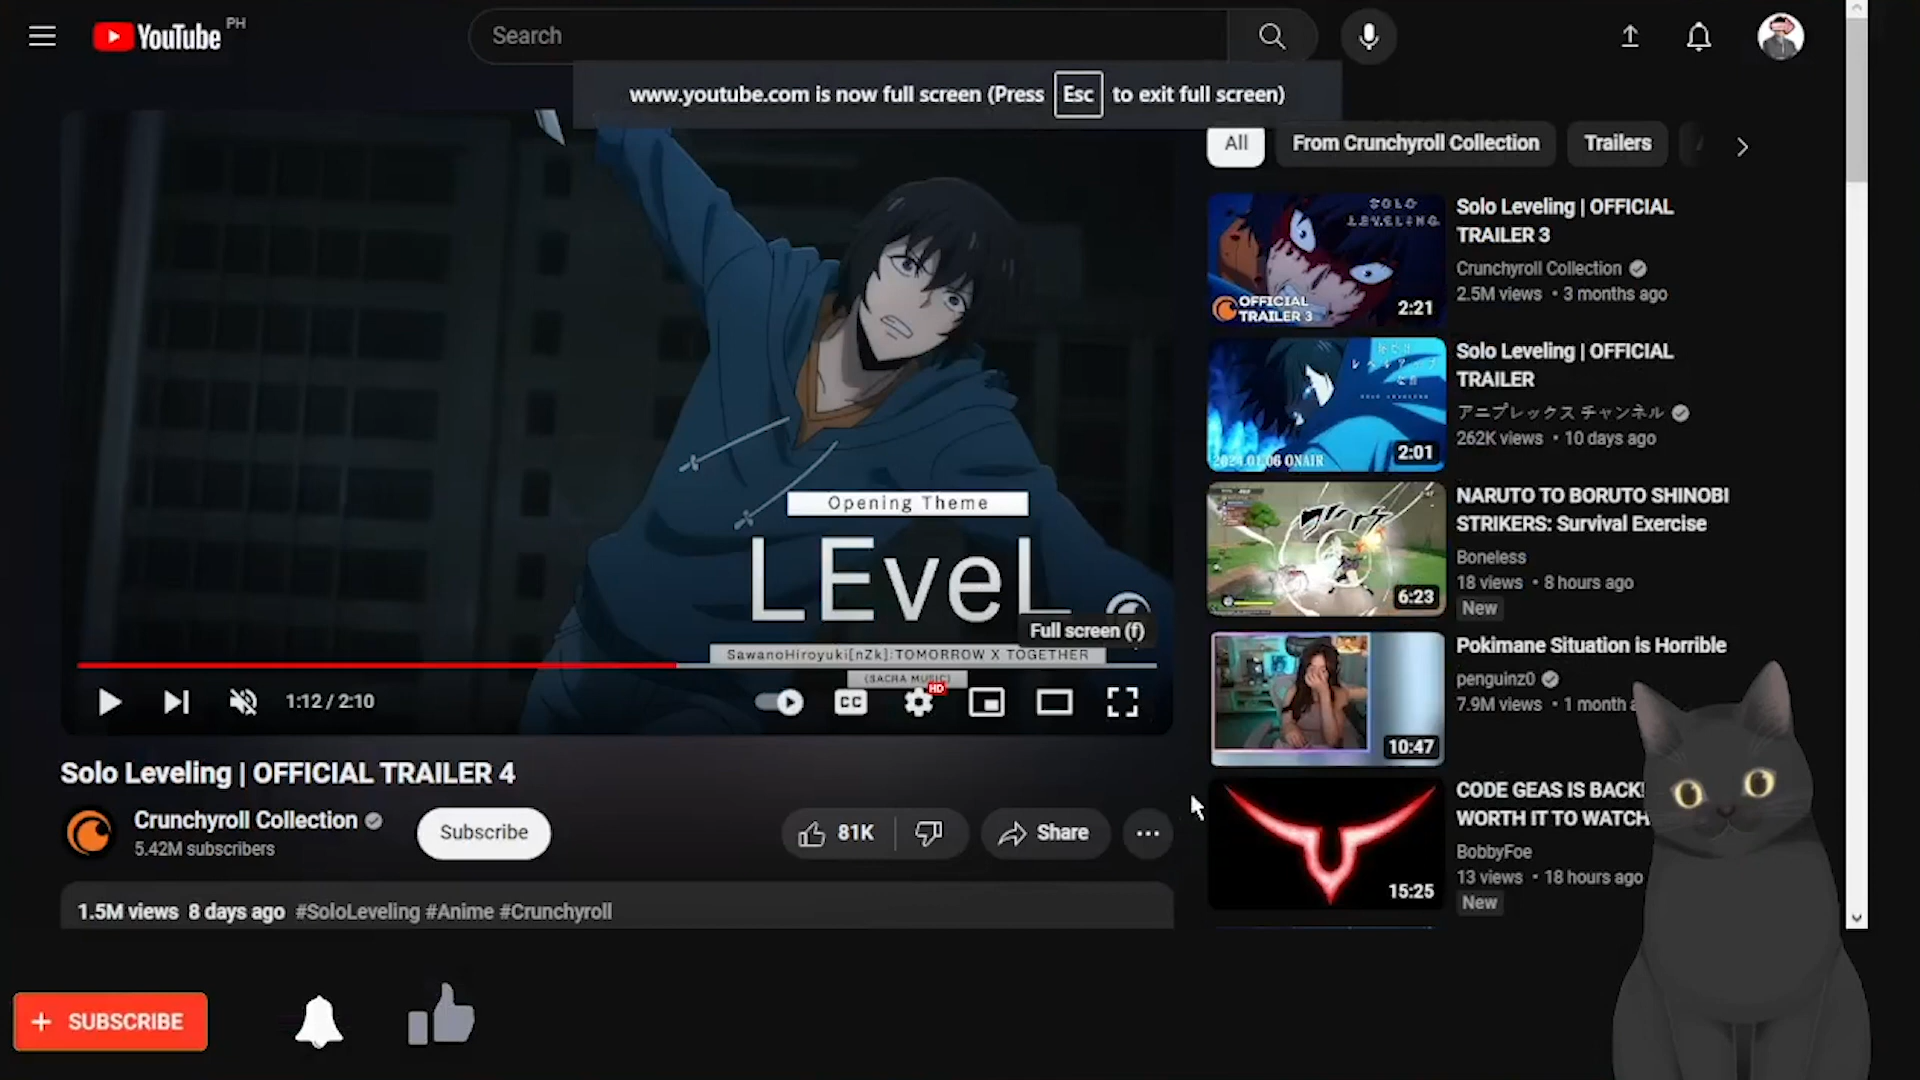 YouTube PH
Search
www.youtube.com is now full screen (Press Esc to exit full screen)
All
From Crunchyroll Collection
Trailers
Opening Theme
LEveL
Full screen (f)
SawanoHiroyuki[nZk]:TOMORROW X TOGETHER
(SACRA MUSIC)
1:12 / 2:10
CC
HD
Solo Leveling | OFFICIAL TRAILER 4
Crunchyroll Collection
5.42M subscribers
Subscribe
81K
Share
1.5M views 8 days ago #SoloLeveling #Anime #Crunchyroll
SOLO
LEVELING
OFFICIAL
TRAILER 3
2:21
Solo Leveling | OFFICIAL
TRAILER 3
Crunchyroll Collection
2.5M views • 3 months ago
2024.01.06 ONAIR
2:01
Solo Leveling | OFFICIAL
TRAILER
アニプレックス チャンネル
262K views • 10 days ago
6:23
NARUTO TO BORUTO SHINOBI
STRIKERS: Survival Exercise
Boneless
18 views • 8 hours ago
New
10:47
Pokimane Situation is Horrible
penguinz0
7.9M views • 1 month
15:25
CODE GEAS IS BACK!
WORTH IT TO WATCH
BobbyFoe
13 views • 18 hours ago
New
+ SUBSCRIBE